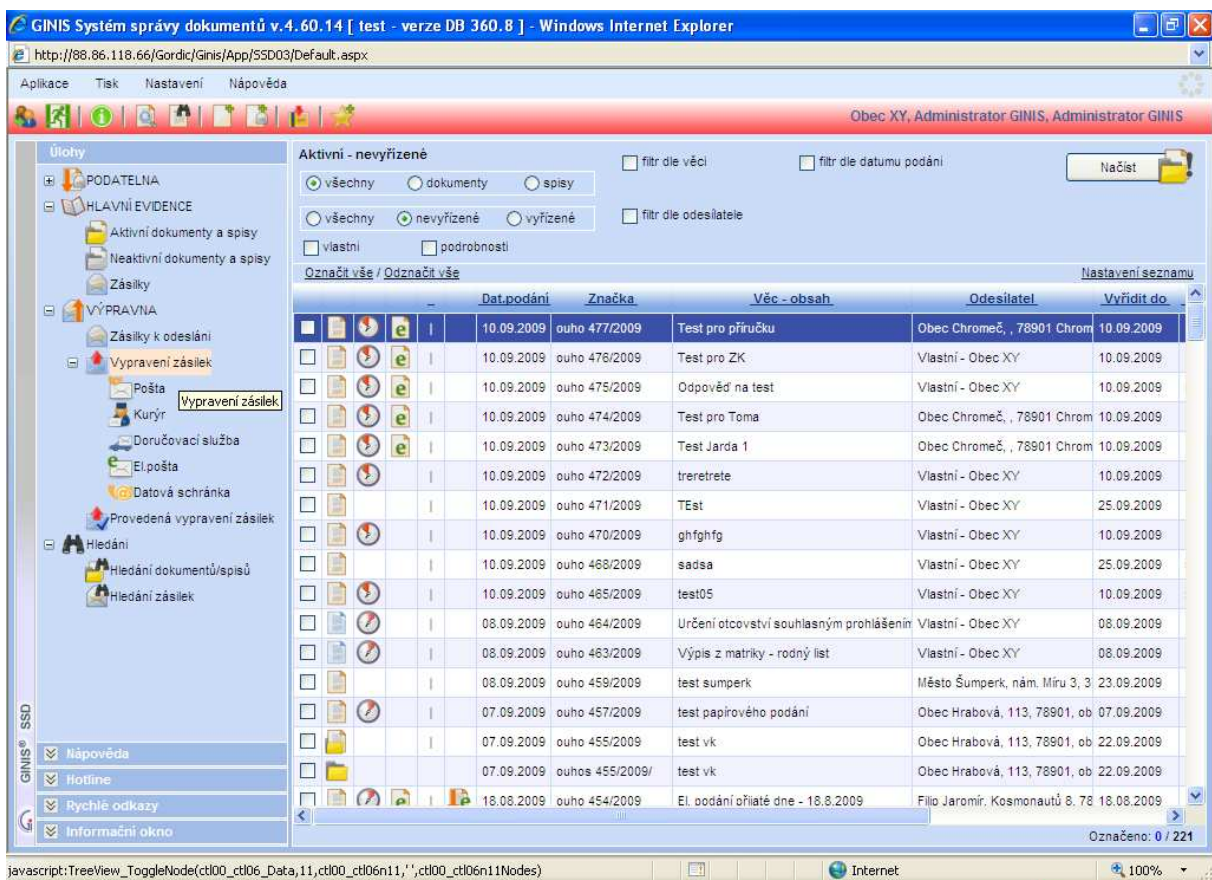 GINIS Systém správy dokumentů v.4.60.14 [ test - verze DB 360.8 ] - Windows Internet Explorer
http://88.86.118.66/Gordic/Ginis/App/SSD03/Default.aspx
Aplikace Tisk Nastavení Nápověda
Obec XY, Administrator GINIS, Administrator GINIS
Úlohy
PODATELNA
HLAVNÍ EVIDENCE
Aktivní dokumenty a spisy
Neaktivní dokumenty a spisy
Zásilky
VÝPRAVNA
Zásilky k odeslání
Vypravení zásilek
Pošta
Vypravení zásilek
Kurýr
Doručovací služba
El.pošta
Datová schránka
Provedená vypravení zásilek
Hledání
Hledání dokumentů/spisů
Hledání zásilek
Nápověda
Hotline
Rychlé odkazy
Informační okno
GINIS® SSD
Aktivní - nevyřízené
všechny dokumenty spisy
všechny nevyřízené vyřízené
vlastní podrobnosti
filtr dle věci filtr dle datumu podání
filtr dle odesílatele
Načíst
Označit vše / Odznačit vše Nastavení seznamu
Dat.podání Značka Věc - obsah Odesílatel Vyřídit do
10.09.2009 ouho 477/2009 Test pro příručku Obec Chromeč, , 78901 Chrom 10.09.2009
10.09.2009 ouho 476/2009 Test pro ZK Vlastní - Obec XY 10.09.2009
10.09.2009 ouho 475/2009 Odpověď na test Vlastní - Obec XY 10.09.2009
10.09.2009 ouho 474/2009 Test pro Toma Obec Chromeč, , 78901 Chrom 10.09.2009
10.09.2009 ouho 473/2009 Test Jarda 1 Obec Chromeč, , 78901 Chrom 10.09.2009
10.09.2009 ouho 472/2009 treretrete Vlastní - Obec XY 10.09.2009
10.09.2009 ouho 471/2009 TEst Vlastní - Obec XY 25.09.2009
10.09.2009 ouho 470/2009 ghfghfg Vlastní - Obec XY 10.09.2009
10.09.2009 ouho 468/2009 sadsa Vlastní - Obec XY 25.09.2009
10.09.2009 ouho 465/2009 test05 Vlastní - Obec XY 10.09.2009
08.09.2009 ouho 464/2009 Určení otcovství souhlasným prohlášením Vlastní - Obec XY 08.09.2009
08.09.2009 ouho 463/2009 Výpis z matriky - rodný list Vlastní - Obec XY 08.09.2009
08.09.2009 ouho 459/2009 test sumperk Město Šumperk, nám. Míru 3, 3 23.09.2009
07.09.2009 ouho 457/2009 test papírového podání Obec Hrabová, 113, 78901, ob 07.09.2009
07.09.2009 ouho 455/2009 test vk Obec Hrabová, 113, 78901, ob 22.09.2009
07.09.2009 ouhos 455/2009/ test vk Obec Hrabová, 113, 78901, ob 22.09.2009
18.08.2009 ouho 454/2009 El. podání přijaté dne - 18.8.2009 Filip Jaromír, Kosmonautů 8, 78 18.08.2009
Označeno: 0 / 221
javascript:TreeView_ToggleNode(ctl00_ctl06_Data,11,ctl00_ctl06n11,' ',ctl00_ctl06n11Nodes) Internet 100%